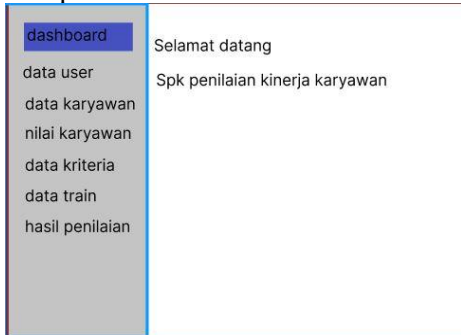 dashboard
Selamat datang
data user
Spk penilaian kinerja karyawan
data karyawan
nilai karyawan
data kriteria
data train
hasil penilaian